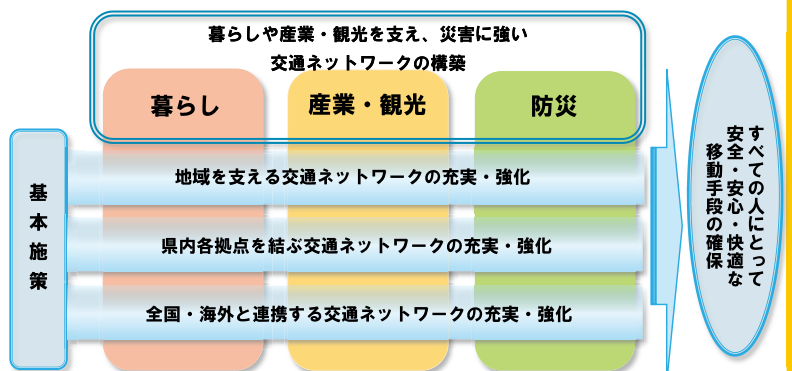 暮らしや産業・観光を支え、災害に強い
交通ネットワークの構築
暮らし
産業・観光
防災
基本施策
地域を支える交通ネットワークの充実・強化
県内各拠点を結ぶ交通ネットワークの充実・強化
全国・海外と連携する交通ネットワークの充実・強化
すべての人にとって
安全・安心・快適な
移動手段の確保